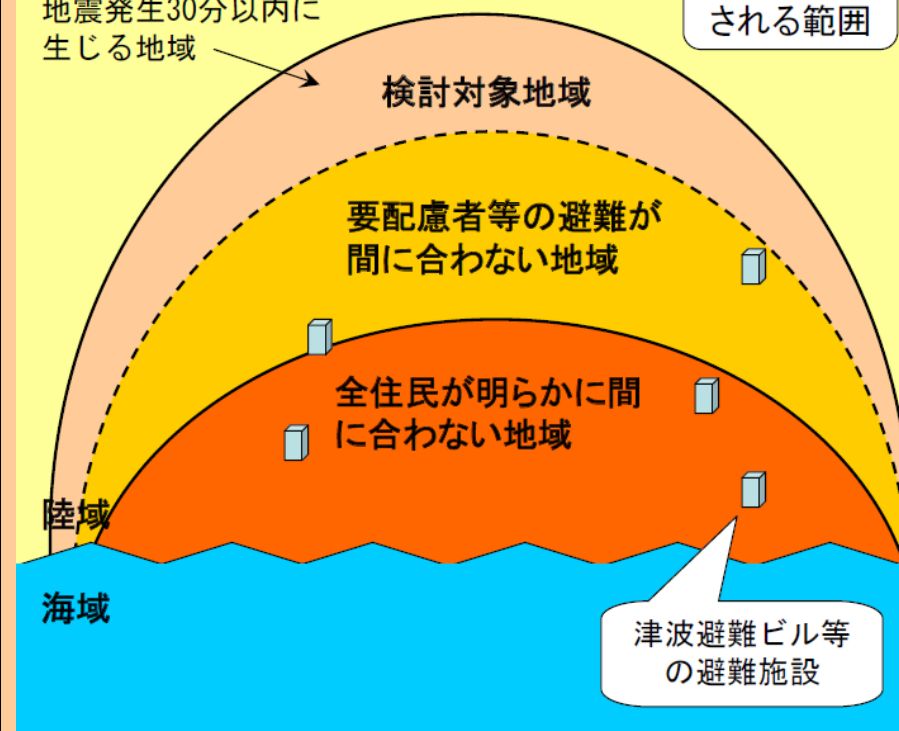 地震発生30分以内に
生じる地域
される範囲
検討対象地域
要配慮者等の避難が
間に合わない地域
全住民が明らかに間
に合わない地域
陸域
海域
津波避難ビル等
の避難施設